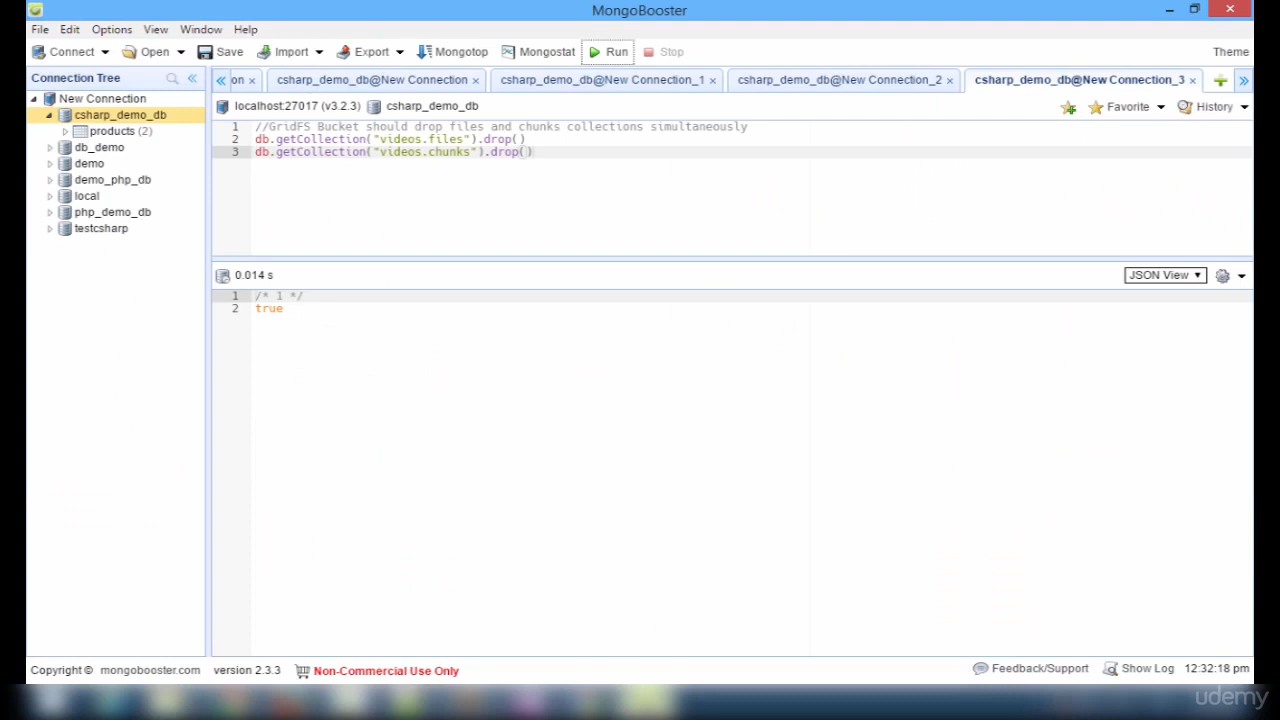 MongoBooster
File Edit Options View Window Help
Connect Open Save Import Export Mongotop Mongostat Run Stop Theme
Connection Tree
on × csharp_demo_db@New Connection × csharp_demo_db@New Connection_1 × csharp_demo_db@New Connection_2 × csharp_demo_db@New Connection_3 ×
New Connection
csharp_demo_db
products (2)
db_demo
demo
demo_php_db
local
php_demo_db
testcsharp
localhost:27017 (v3.2.3) csharp_demo_db Favorite History
1 //GridFS Bucket should drop files and chunks collections simultaneously
2 db.getCollection("videos.files").drop()
3 db.getCollection("videos.chunks").drop()
0.014 s JSON View
1 /* 1 */
2 true
Copyright © mongobooster.com version 2.3.3 Non-Commercial Use Only Feedback/Support Show Log 12:32:18 pm
udemy